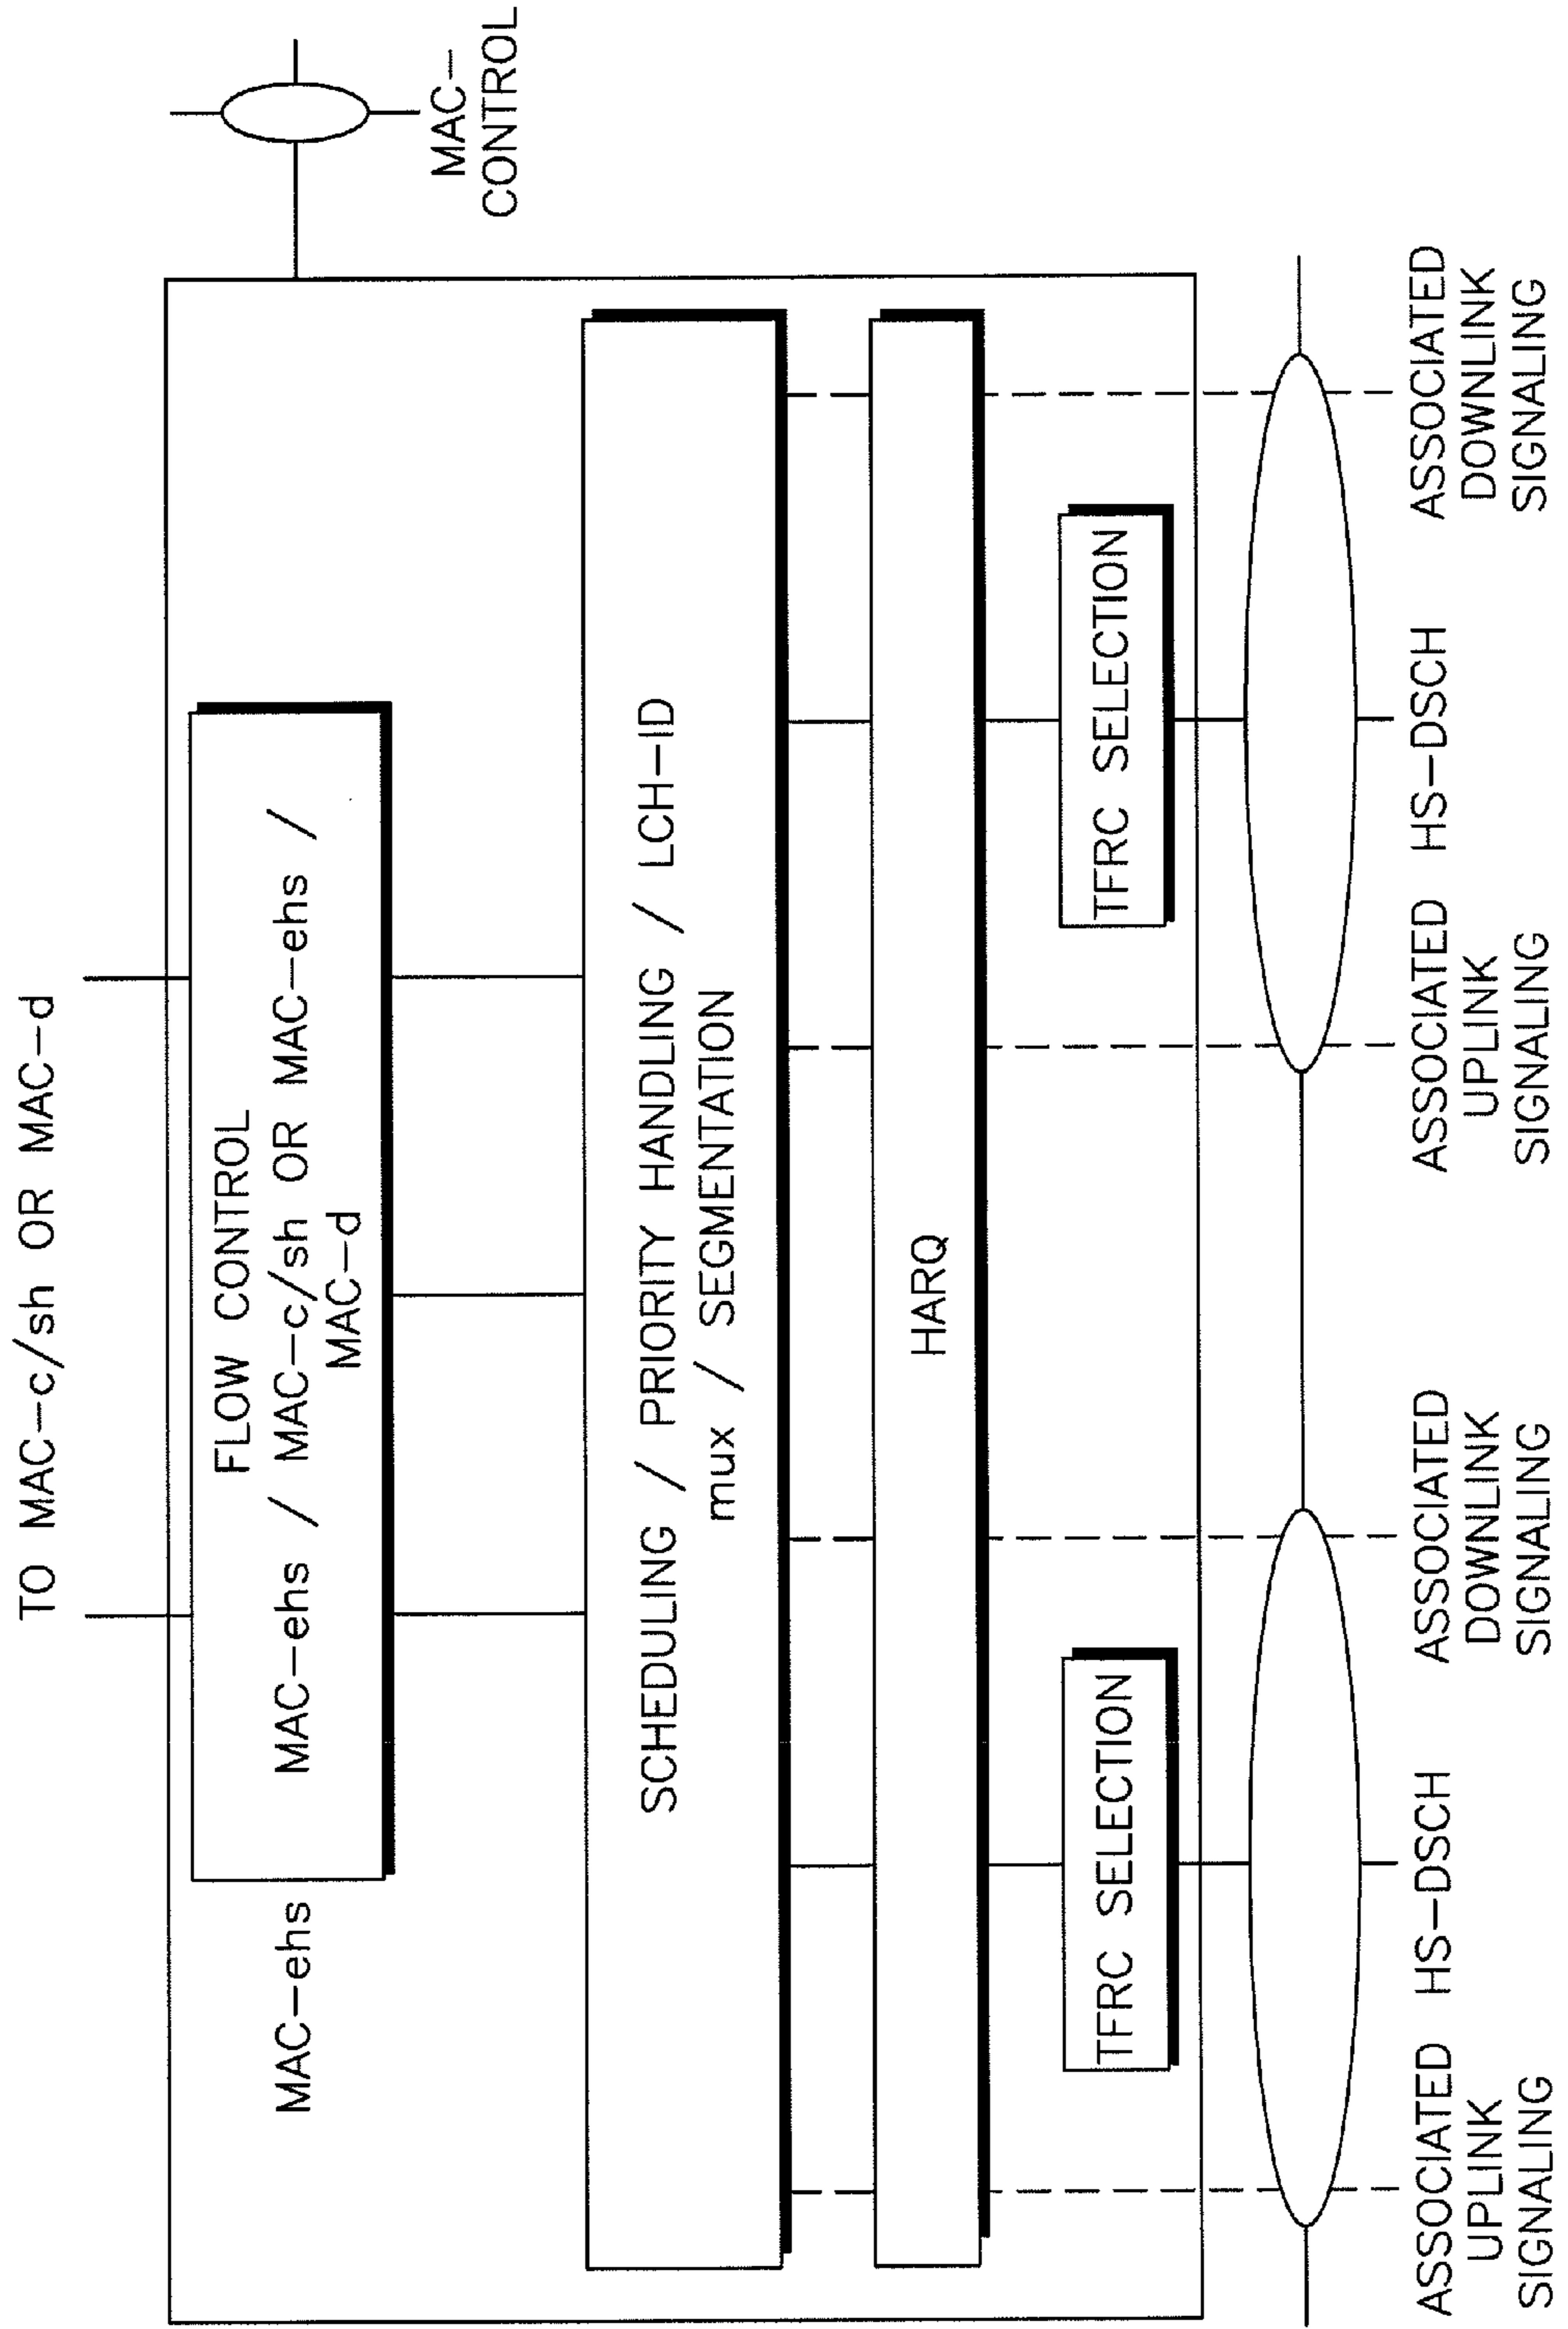 TO MAC-c/sh OR MAC-d
MAC-ehs
FLOW CONTROL
MAC-ehs / MAC-c/sh OR MAC-ehs /
MAC-d
MAC-
CONTROL
SCHEDULING / PRIORITY HANDLING / LCH-ID
mux / SEGMENTATION
HARQ
TFRC SELECTION
TFRC SELECTION
ASSOCIATED
UPLINK
SIGNALING
HS-DSCH
ASSOCIATED
DOWNLINK
SIGNALING
ASSOCIATED
UPLINK
SIGNALING
HS-DSCH
ASSOCIATED
DOWNLINK
SIGNALING